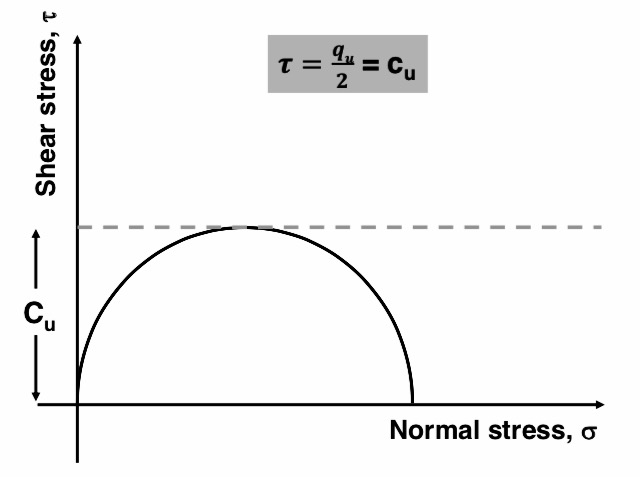 Shear stress, τ
τ = q_u/2 = c_u
C_u
Normal stress, σ